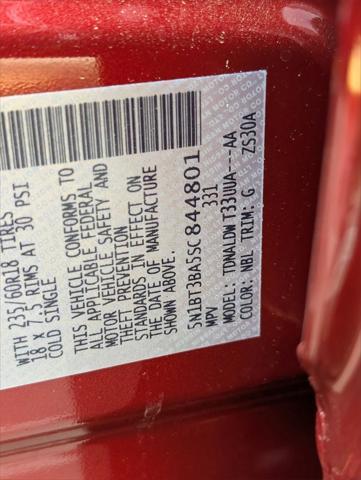 WITH 235/60R18 TIRES
18 x 7.5 RIMS AT 30 PSI
COLD SINGLE
THIS VEHICLE CONFORMS TO
ALL APPLICABLE FEDERAL
MOTOR VEHICLE SAFETY AND
THEFT PREVENTION
STANDARDS IN EFFECT ON
THE DATE OF MANUFACTURE
SHOWN ABOVE.
5N1BT3BA5SC844801
MPV 331
MODEL: TDNALDW T33UUA---AA
COLOR: NBL TRIM: G ZS30A